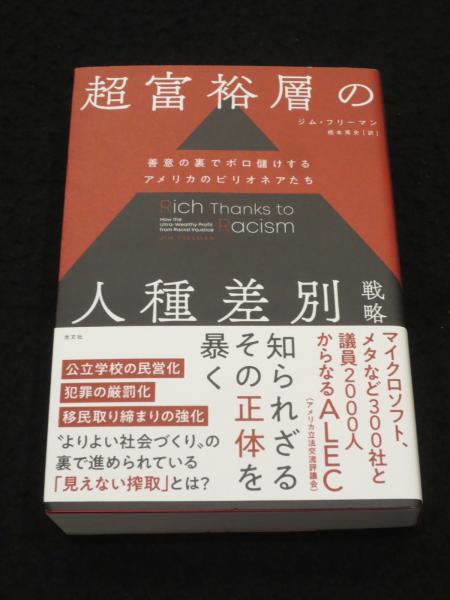 超富裕層の
ジム・フリーマン
橋本篤史[訳]
善意の裏でボロ儲けする
アメリカのビリオネアたち
Rich Thanks to
Racism
How the
Ultra-Wealthy Profit
from Racial Injustice
JIM FREEMAN
人種差別戦略
光文社
マイクロソフト、
メタなど300社と
議員2000人
からなるALEC
(アメリカ立法交流評議会)
知られざる
その正体を
暴く
公立学校の民営化
犯罪の厳罰化
移民取り締まりの強化
〝よりよい社会づくり〟の
裏で進められている
「見えない搾取」とは?